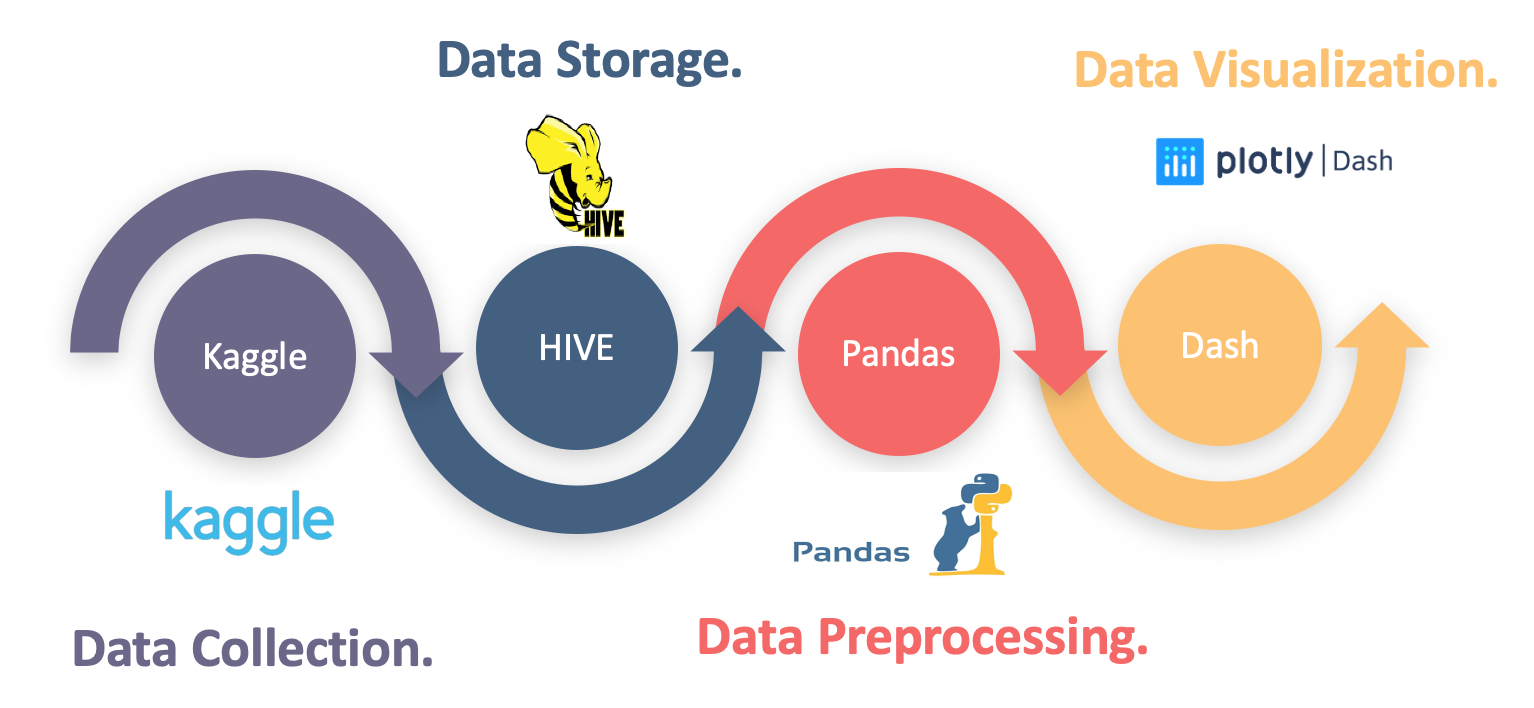 Data Storage.
Data Visualization.
plotly | Dash
HIVE
Kaggle
HIVE
Pandas
Dash
kaggle
Pandas
Data Collection.
Data Preprocessing.